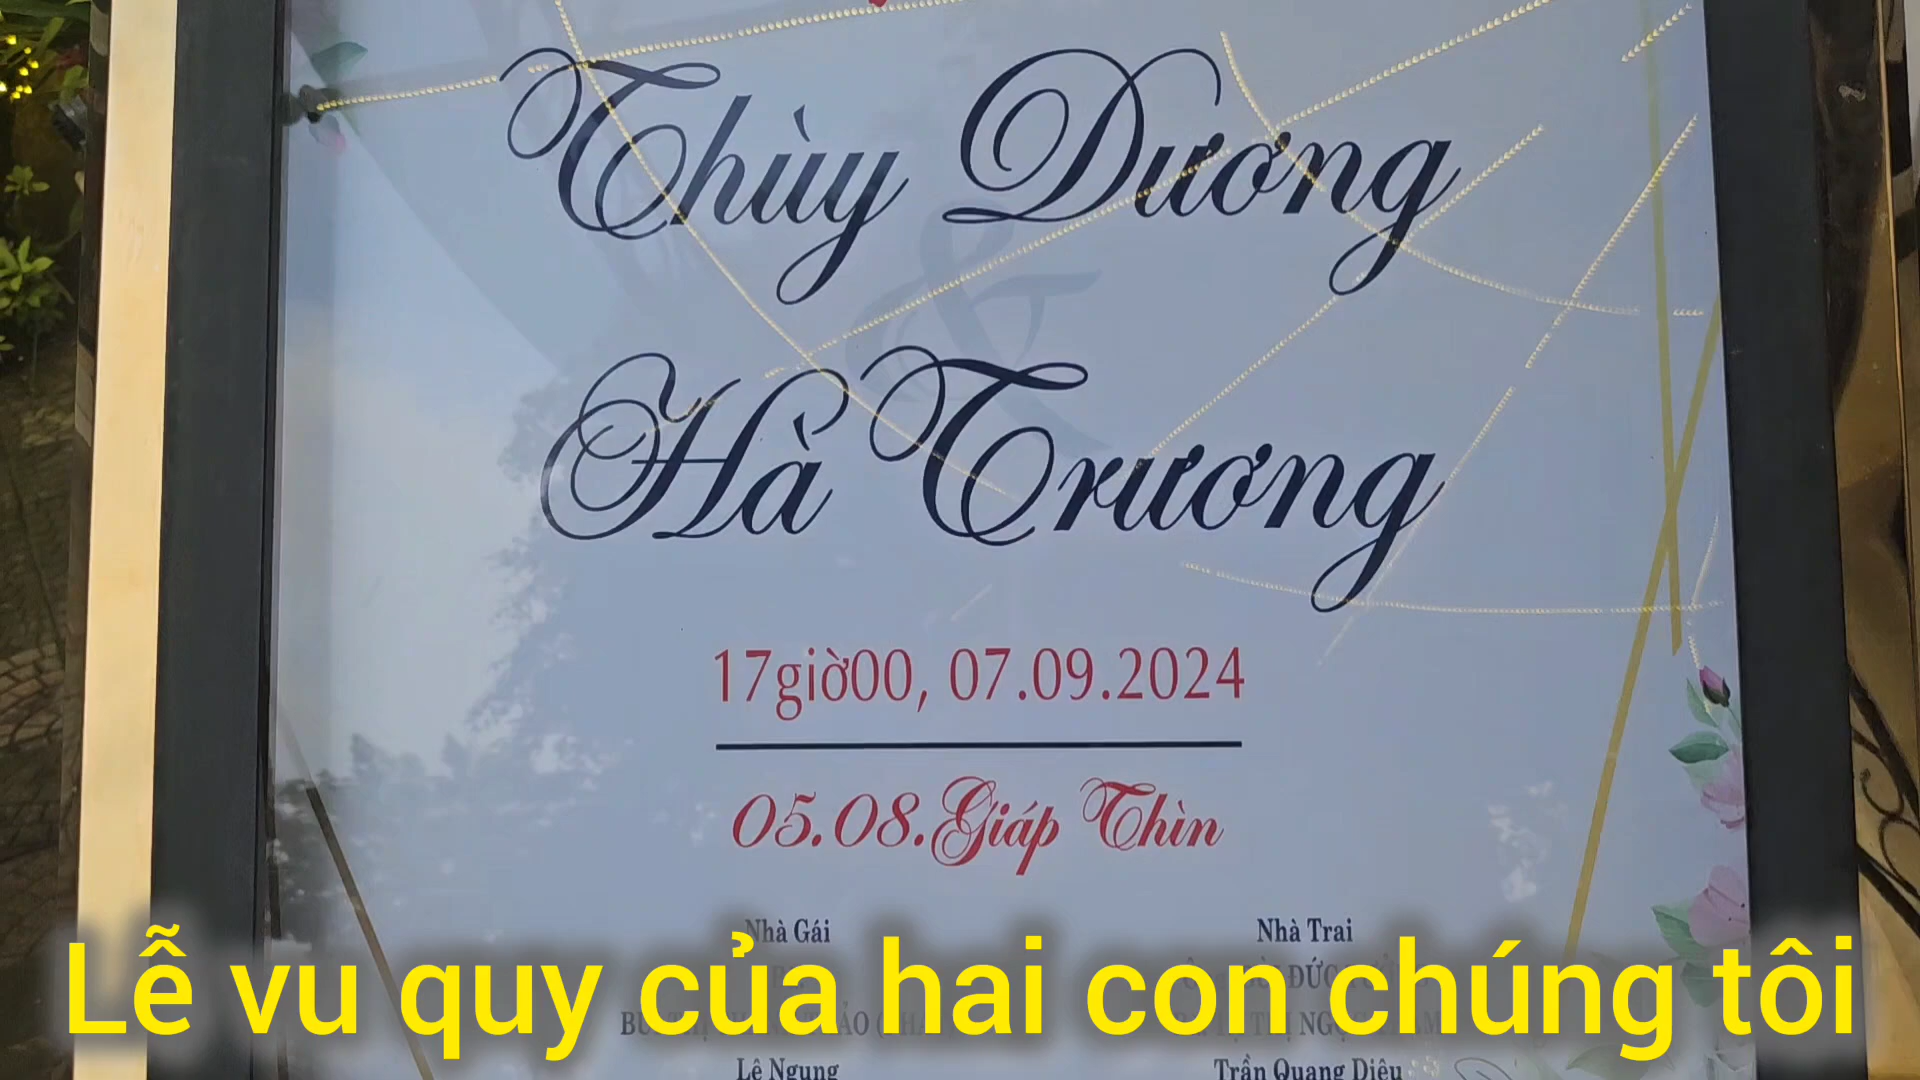 Thùy Dương
&
Hà Trương
17giờ00, 07.09.2024
05.08.Giáp Thìn
Nhà Gái
Nhà Trai
Lễ vu quy của hai con chúng tôi
Lê Ngung
Trần Quang Diệu